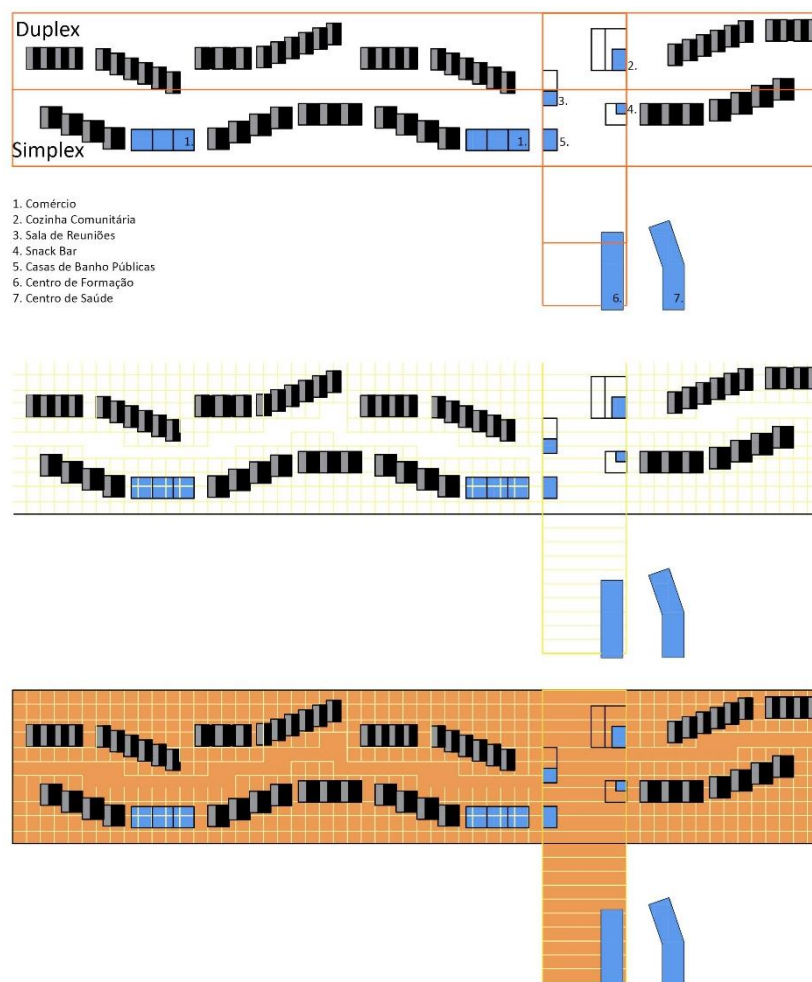 Duplex
2.
3.
4.
1.
1.
5.
Simplex
1. Comércio
2. Cozinha Comunitária
3. Sala de Reuniões
4. Snack Bar
5. Casas de Banho Públicas
6. Centro de Formação
7. Centro de Saúde
6.
7.